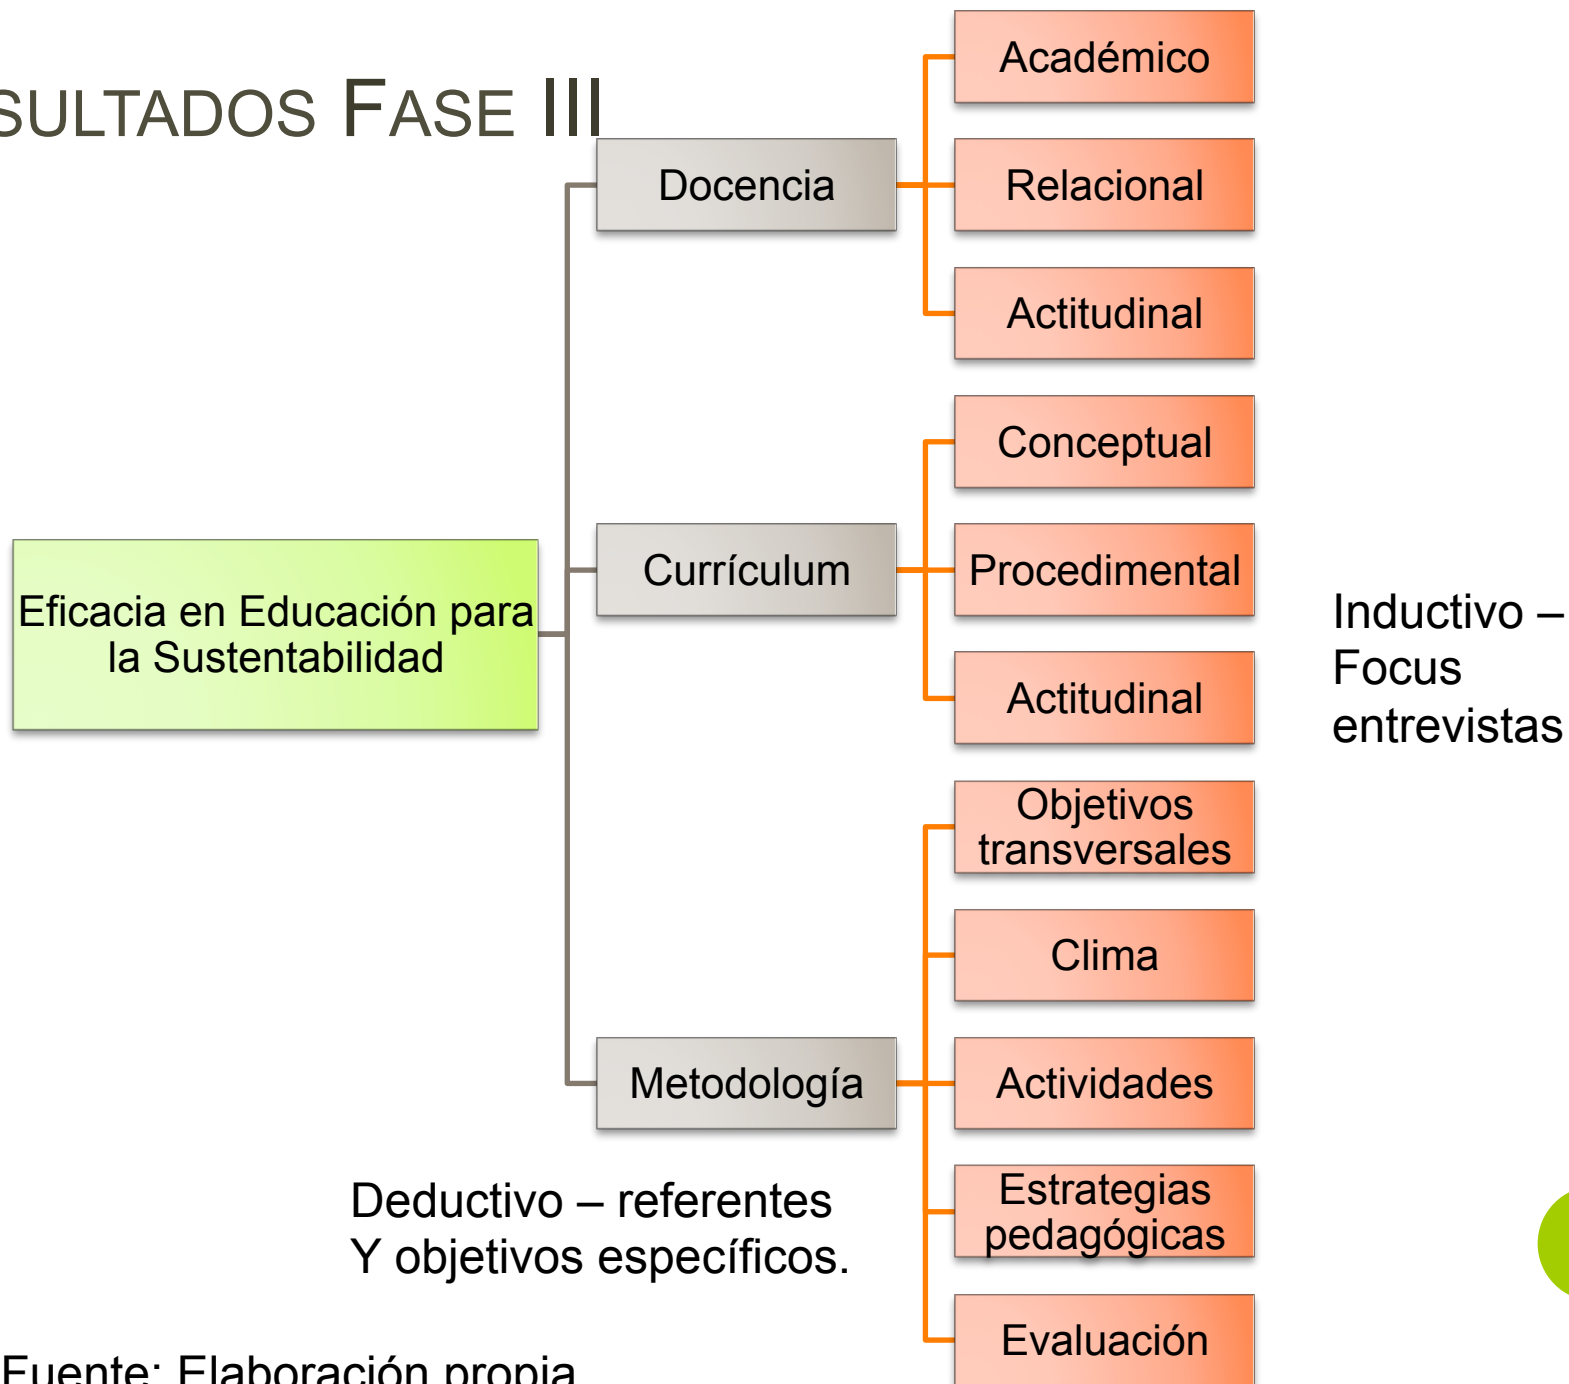 SULTADOS FASE III
Académico
Docencia
Relacional
Actitudinal
Conceptual
Currículum
Procedimental
Actitudinal
Eficacia en Educación para
la Sustentabilidad
Inductivo –
Focus
entrevistas
Objetivos
transversales
Clima
Metodología
Actividades
Deductivo – referentes
Y objetivos específicos.
Estrategias
pedagógicas
Evaluación
Fuente: Elaboración propia